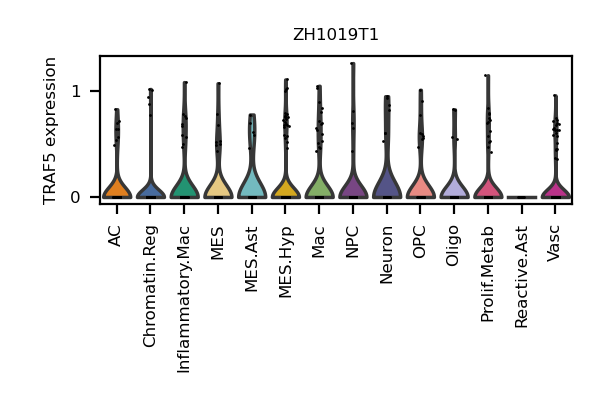 ZH1019T1
TRAF5 expression
1
0
AC
Chromatin.Reg
Inflammatory.Mac
MES
MES.Ast
MES.Hyp
Mac
NPC
Neuron
OPC
Oligo
Prolif.Metab
Reactive.Ast
Vasc